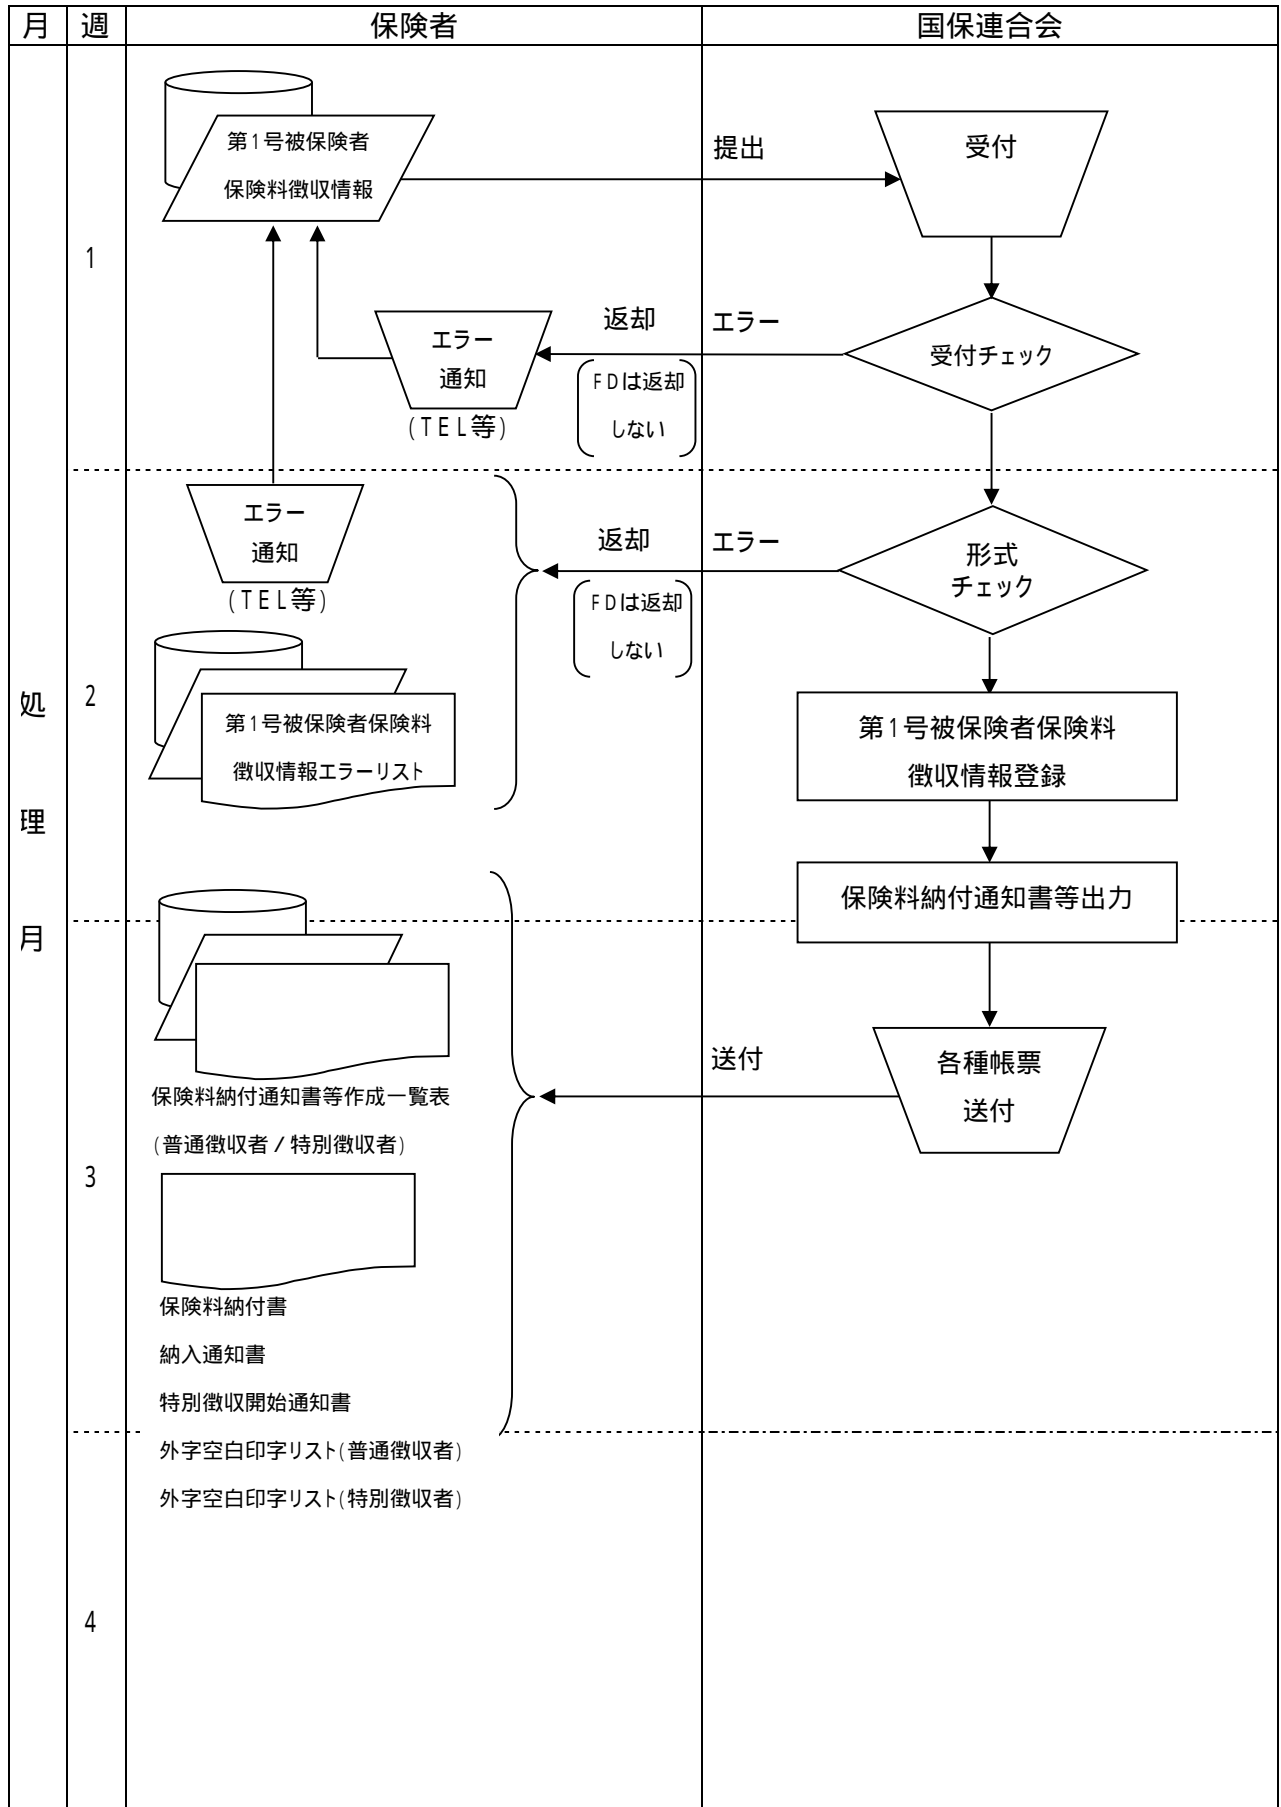 月 週 保険者 国保連合会
第1号被保険者
保険料徴収情報
提出
受付
1
エラー
通知
(TEL等)
返却
エラー
FDは返却
しない
受付チェック
エラー
通知
(TEL等)
返却
エラー
FDは返却
しない
形式
チェック
処
理
月
2
第1号被保険者保険料
徴収情報エラーリスト
第1号被保険者保険料
徴収情報登録
保険料納付通知書等出力
送付
各種帳票
送付
保険料納付通知書等作成一覧表
(普通徴収者/特別徴収者)
3
保険料納付書
納入通知書
特別徴収開始通知書
外字空白印字リスト(普通徴収者)
外字空白印字リスト(特別徴収者)
4